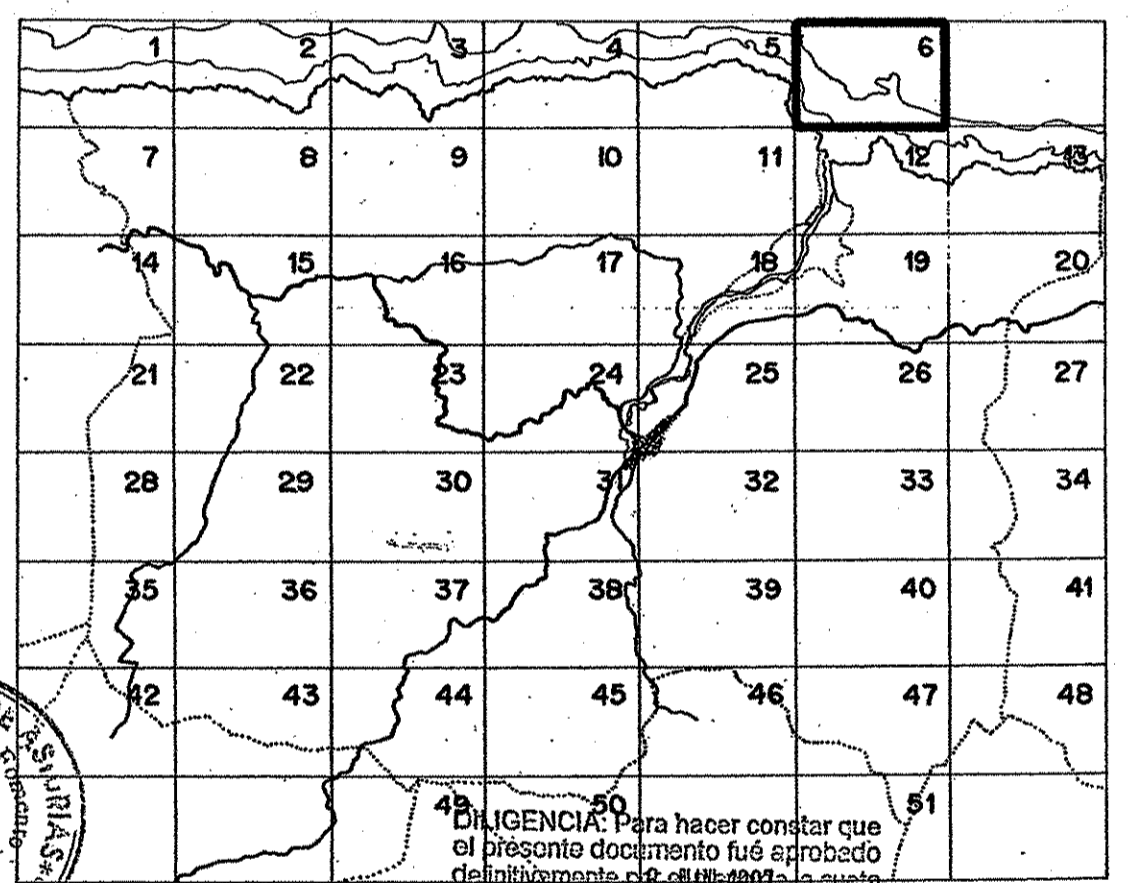 1 2 3 4 5 6
7 8 9 10 11 12 13
14 15 16 17 18 19 20
21 22 23 24 25 26 27
28 29 30 31 32 33 34
35 36 37 38 39 40 41
42 43 44 45 46 47 48
49 50 51
DILIGENCIA: Para hacer constar que
el presente documento fué aprobado
definitivemente